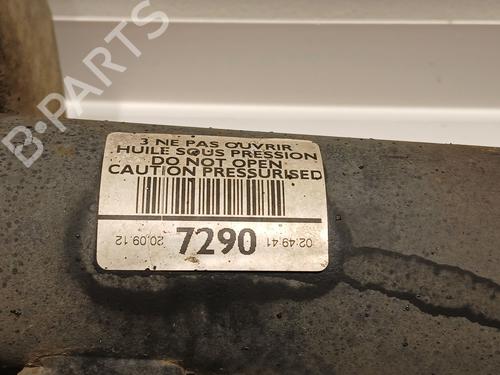 B-PARTS
3 NE PAS OUVRIR
HUILE SOUS PRESSION
DO NOT OPEN
CAUTION PRESSURISED
20.09.12 7290 02:49:41